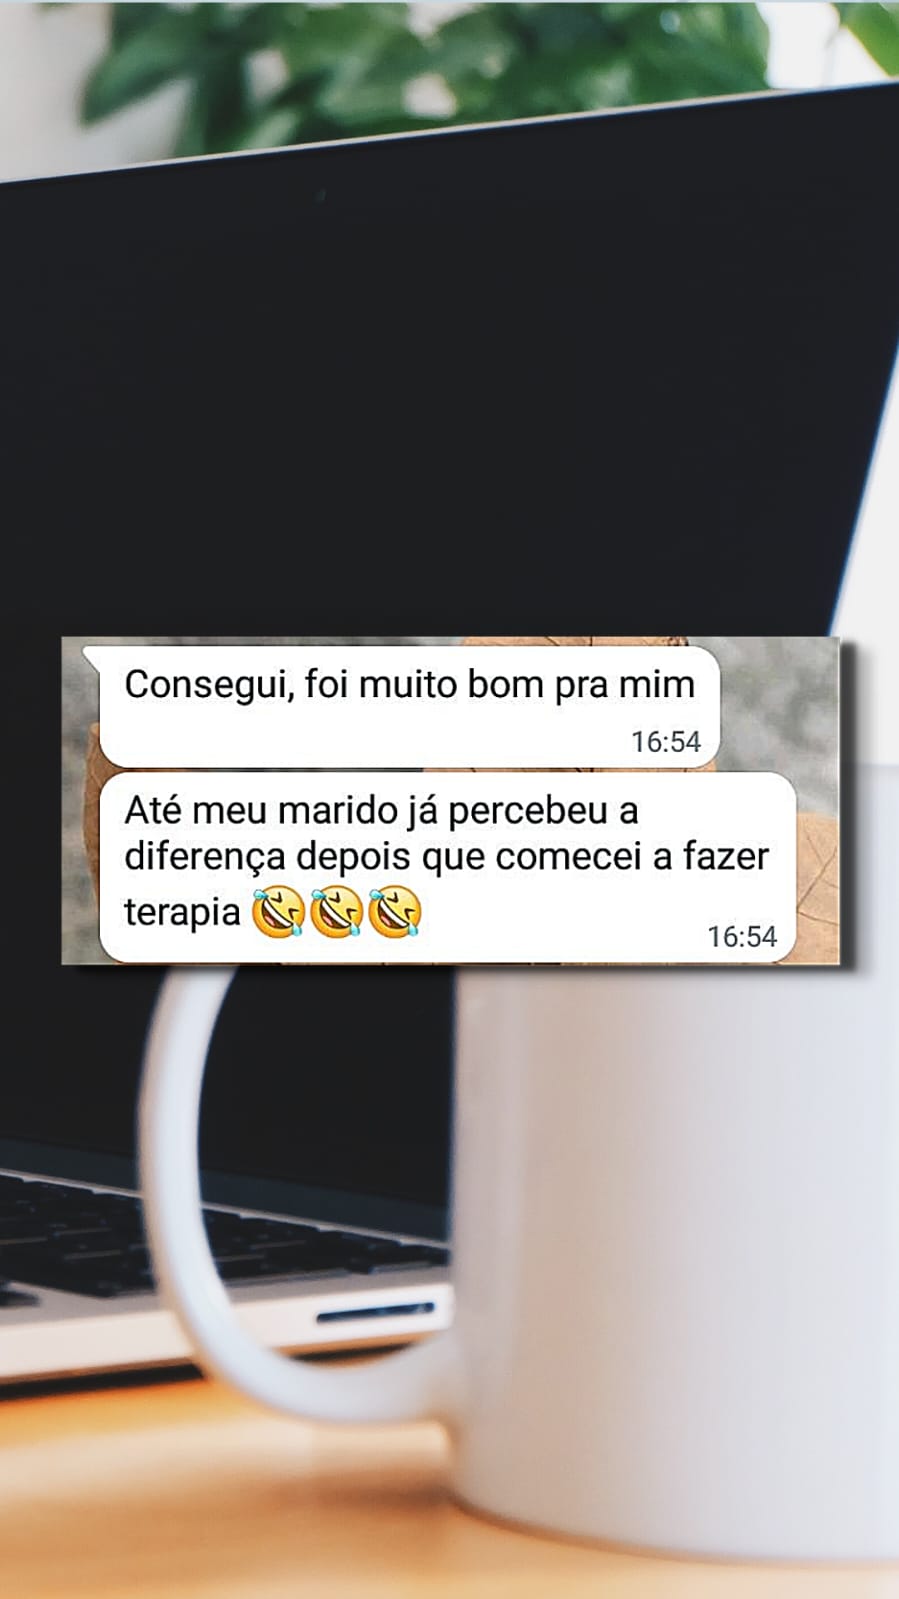 Consegui, foi muito bom pra mim
16:54
Até meu marido já percebeu a
diferença depois que comecei a fazer
terapia 🤣🤣🤣
16:54